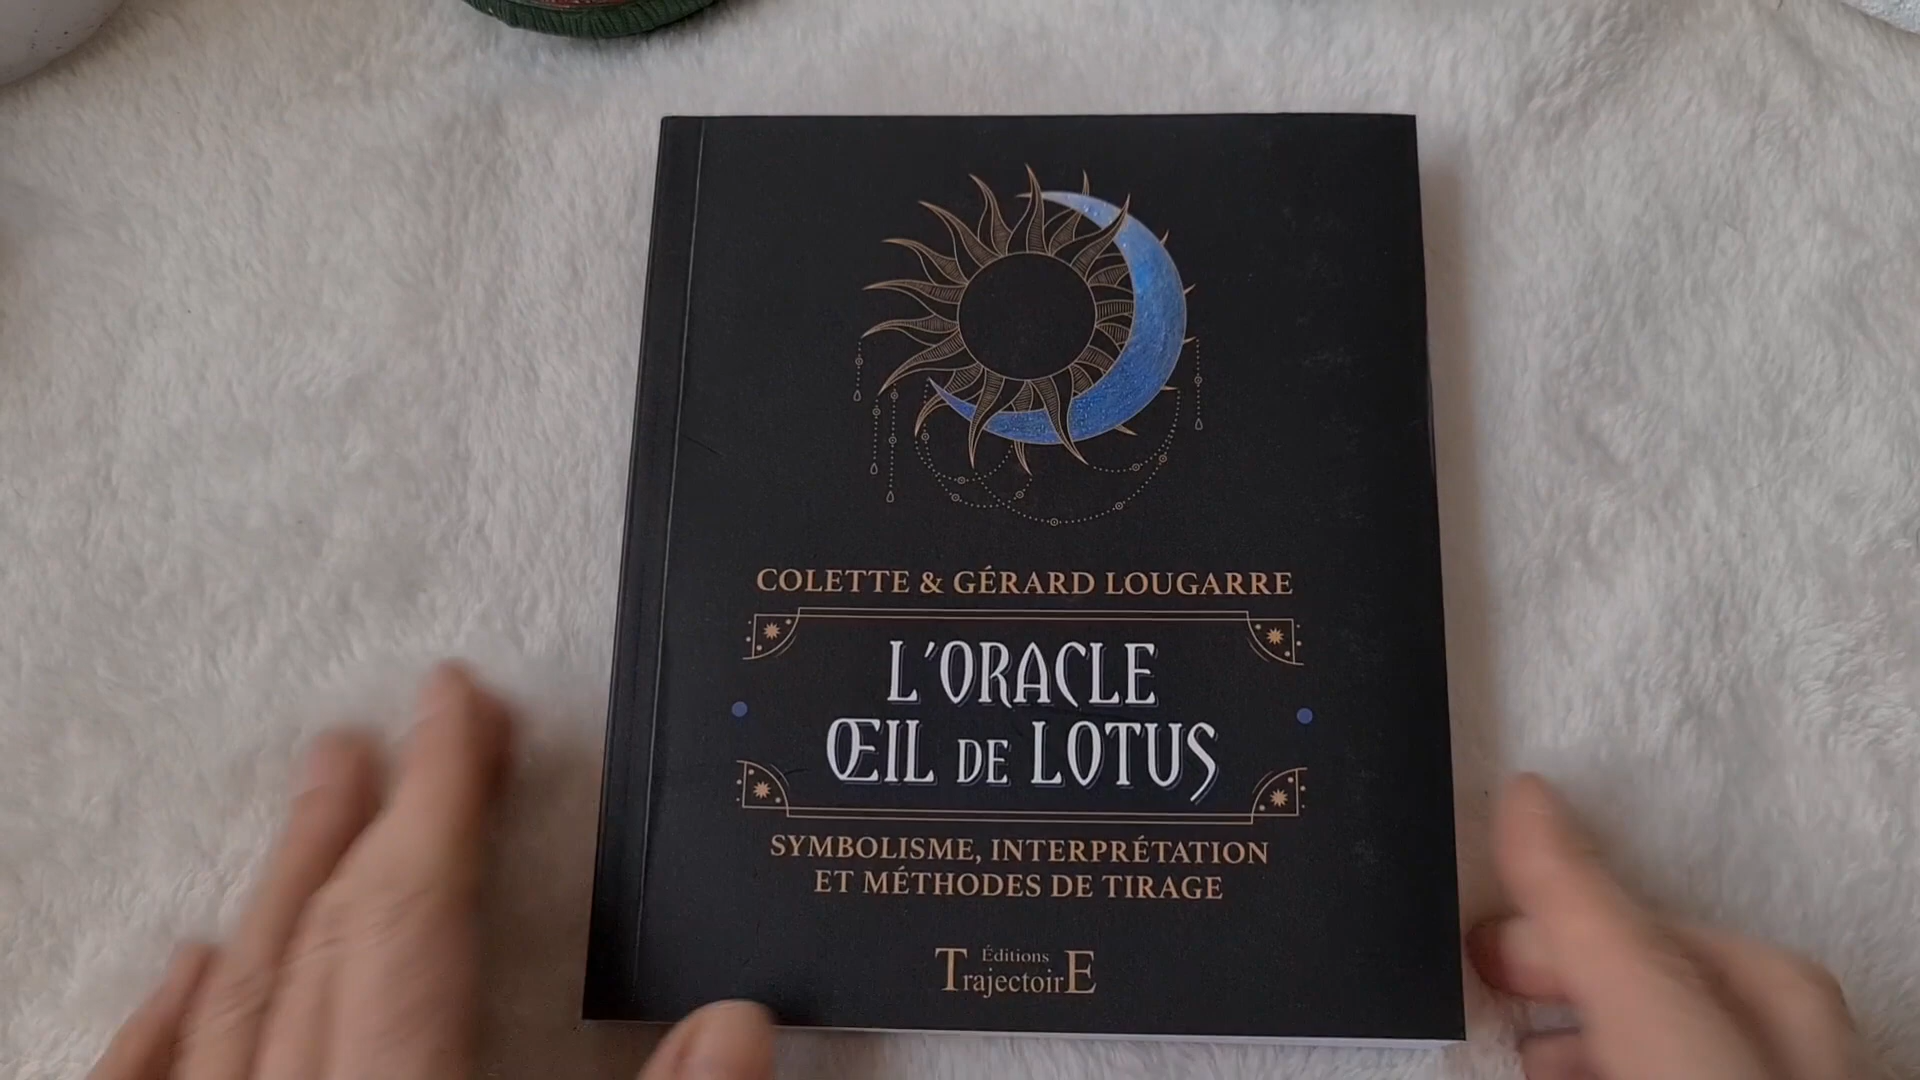 COLETTE & GÉRARD LOUGARRE
L'ORACLE
ŒIL DE LOTUS
SYMBOLISME, INTERPRÉTATION
ET MÉTHODES DE TIRAGE
Éditions
TrajectoirE